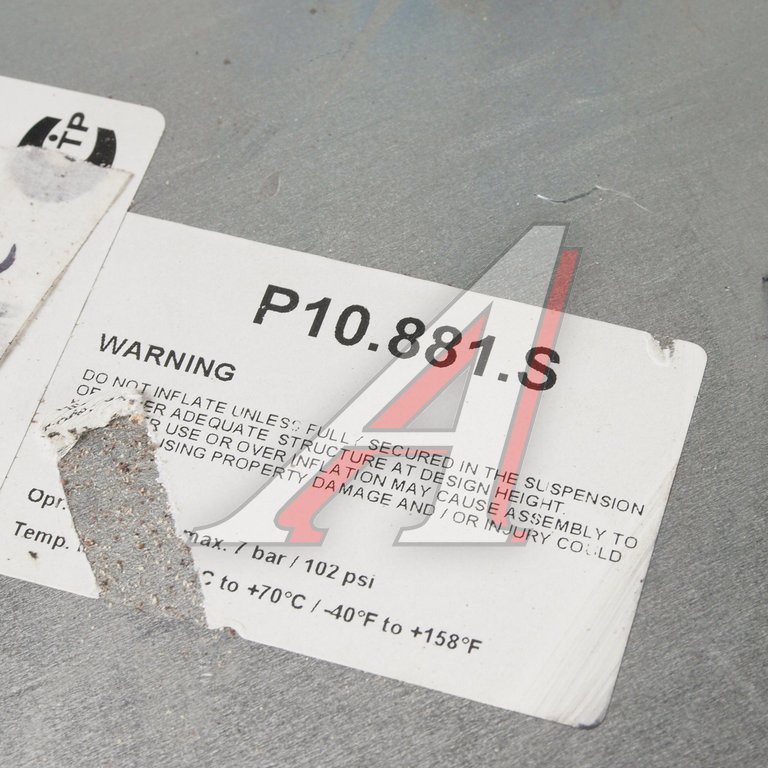 TP
P10.881.S
WARNING
DO NOT INFLATE UNLESS FULLY SECURED IN THE SUSPENSION
ADEQUATE STRUCTURE AT DESIGN HEIGHT.
USE OR OVER INFLATION MAY CAUSE ASSEMBLY TO
PROPERTY DAMAGE AND / OR INJURY COULD
Opr. max. 7 bar / 102 psi
Temp. C to +70°C / -40°F to +158°F